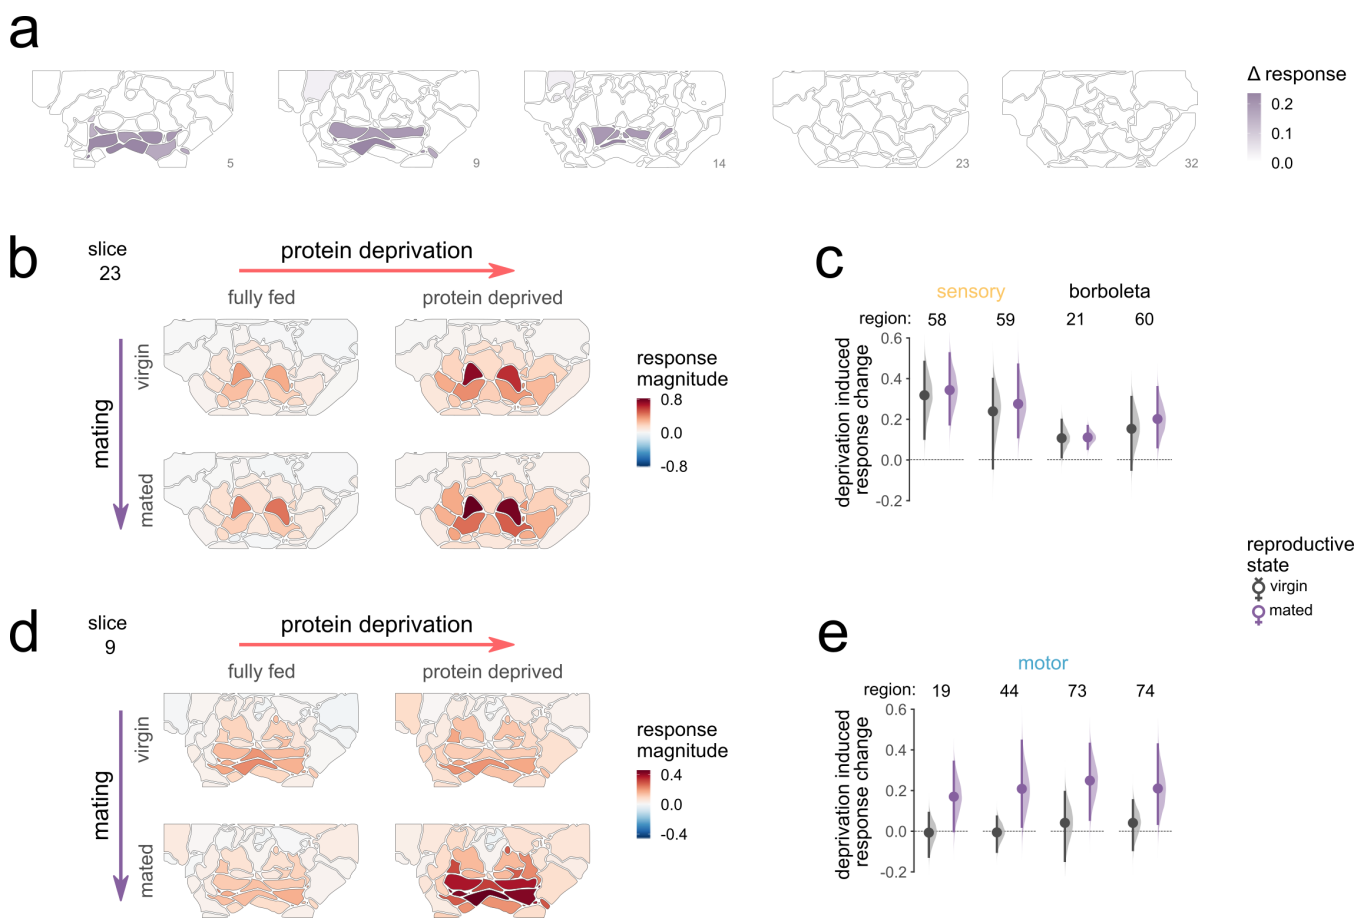 a
Δ response
0.2
0.1
0.0
5
9
14
23
32
b
slice
23
protein deprivation
fully fed
protein deprived
mating
virgin
mated
response
magnitude
0.8
0.0
-0.8
c
sensory
borboleta
region: 58 59 21 60
deprivation induced
response change
0.6
0.4
0.2
0.0
-0.2
reproductive
state
virgin
mated
d
slice
9
protein deprivation
fully fed
protein deprived
mating
virgin
mated
response
magnitude
0.4
0.0
-0.4
e
motor
region: 19 44 73 74
deprivation induced
response change
0.6
0.4
0.2
0.0
-0.2